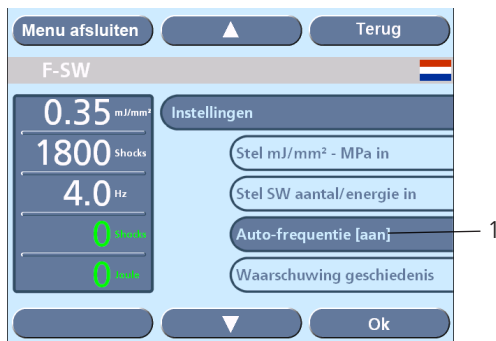 Menu afsluiten ▲ Terug
F-SW
0.35 mJ/mm²
1800 Shocks
4.0 Hz
0 Shocks
0 Joule
Instellingen
Stel mJ/mm² - MPa in
Stel SW aantal/energie in
Auto-frequentie [aan]
Waarschuwing geschiedenis
1
▼ Ok